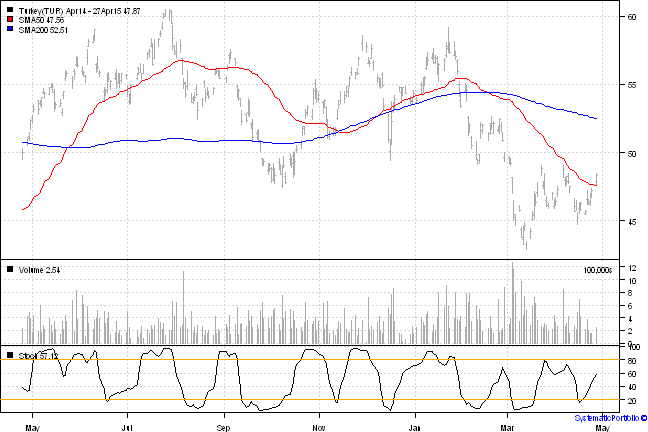 Turkey(TUR) Apr14 - 27Apr15 47.87
SMA50 47.56
SMA200 52.51
60
55
50
45
Volume 2.54
100,000s
12
10
8
6
4
2
0
Stoch 57.12
100
80
60
40
20
May Jul Sep Nov Jan Mar May
SystematicPortfolio ©